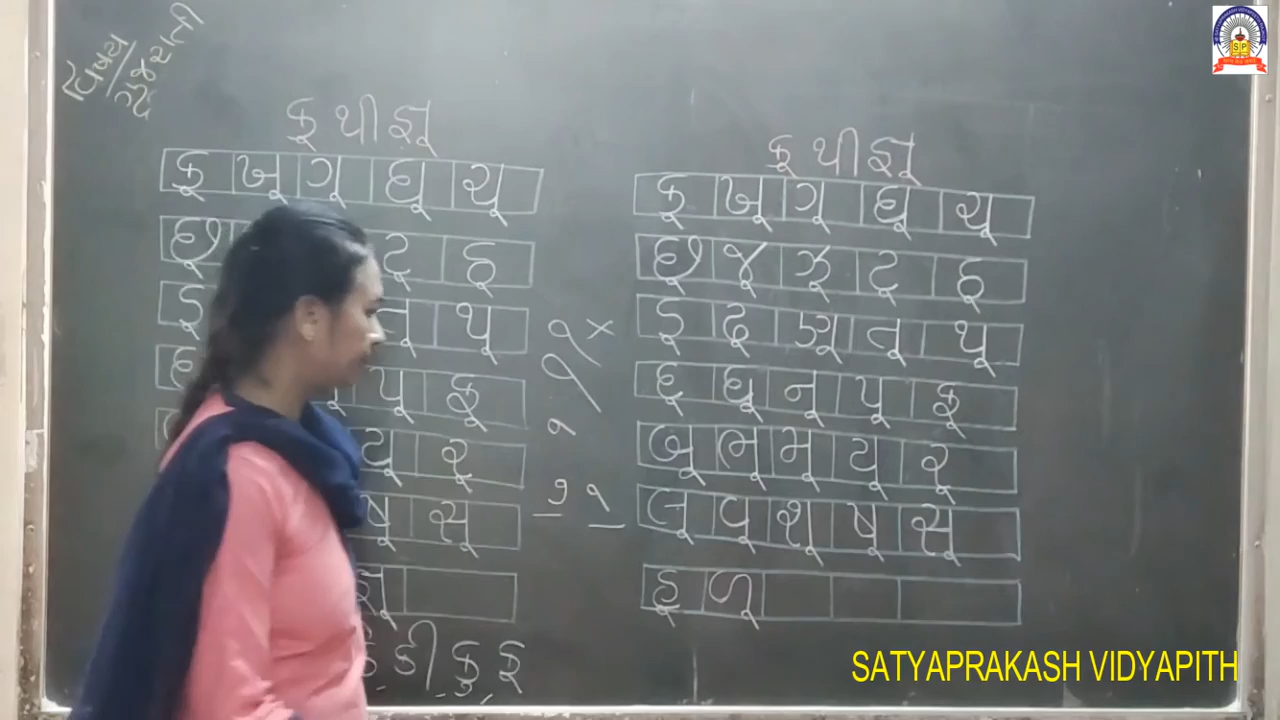 વિષય
ગુજરાતી
કૂ થી જ્ઞૂ
કૂ ખૂ ગૂ ઘૂ ચૂ
છૂ ટૂ ઠૂ
ડૂ તૂ થૂ
પૂ ફૂ
યૂ રૂ
ષૂ સૂ
જ્ઞૂ
કી કુ કૂ
કૂ થી જ્ઞૂ
કૂ ખૂ ગૂ ઘૂ ચૂ
છૂ જૂ ઝૂ ટૂ ઠૂ
ડૂ ઢૂ ણૂ તૂ થૂ
દૂ ધૂ નૂ પૂ ફૂ
બૂ ભૂ મૂ યૂ રૂ
લૂ વૂ શૂ ષૂ સૂ
હૂ ળૂ
SATYAPRAKASH VIDYAPITH